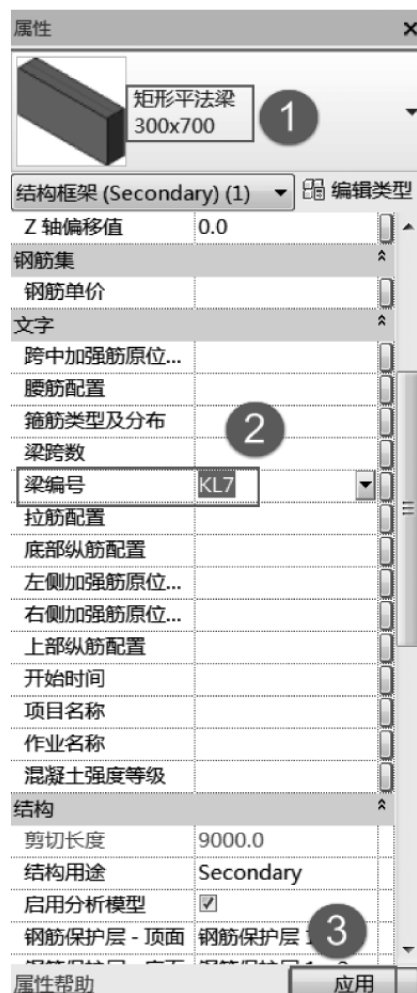 属性
×
矩形平法梁
300x700
1
结构框架 (Secondary) (1)
编辑类型
Z 轴偏移值 0.0
钢筋集
钢筋单价
文字
跨中加强筋原位...
腰筋配置
箍筋类型及分布
2
梁跨数
梁编号 KL7
拉筋配置
底部纵筋配置
左侧加强筋原位...
右侧加强筋原位...
上部纵筋配置
开始时间
项目名称
作业名称
混凝土强度等级
结构
剪切长度 9000.0
结构用途 Secondary
启用分析模型
钢筋保护层 - 顶面 钢筋保护层
3
属性帮助
应用